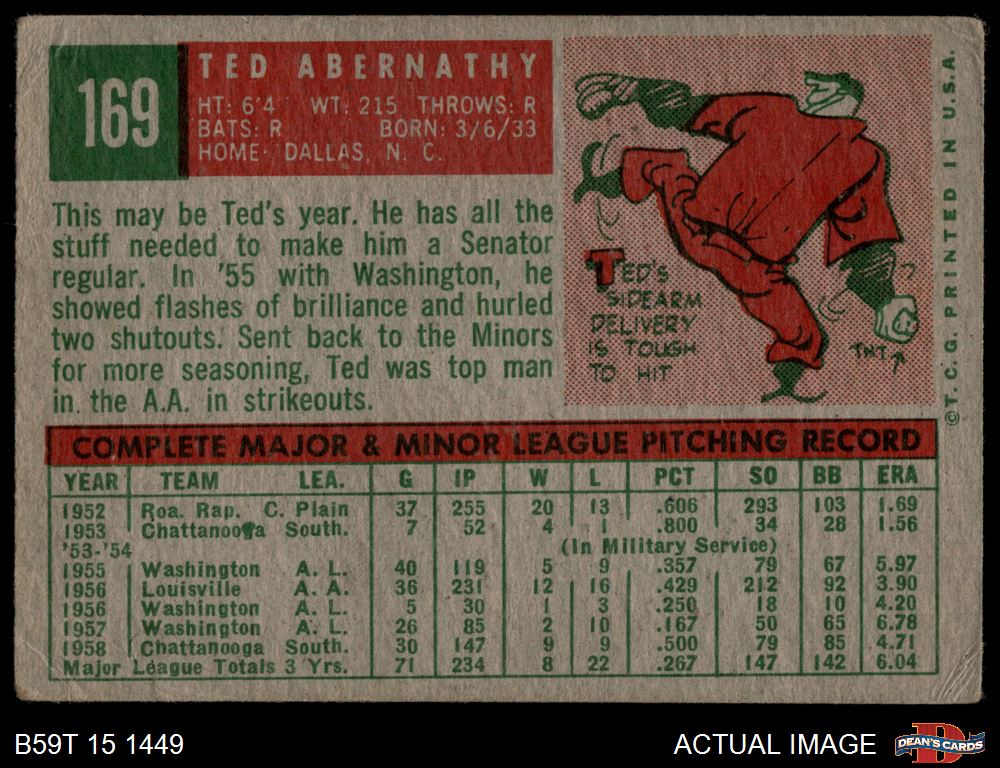 169
TED ABERNATHY
HT: 6'4 WT: 215 THROWS: R
BATS: R BORN: 3/6/33
HOME: DALLAS, N. C.
This may be Ted's year. He has all the
stuff needed to make him a Senator
regular. In '55 with Washington, he
showed flashes of brilliance and hurled
two shutouts. Sent back to the Minors
for more seasoning, Ted was top man
in the A.A. in strikeouts.
TED'S
SIDEARM
DELIVERY
IS TOUGH
TO HIT
TNT
©T. C. G. PRINTED IN U.S.A.
COMPLETE MAJOR & MINOR LEAGUE PITCHING RECORD
YEAR TEAM LEA. G IP W L PCT SO BB ERA
1952 Roa. Rap. C. Plain 37 255 20 13 .606 293 103 1.69
1953 Chattanooga South. 7 52 4 1 .800 34 28 1.56
'53-'54 (In Military Service)
1955 Washington A. L. 40 119 5 9 .357 79 67 5.97
1956 Louisville A. A. 36 231 12 16 .429 212 92 3.90
1956 Washington A. L. 5 30 1 3 .250 18 10 4.20
1957 Washington A. L. 26 85 2 10 .167 50 65 6.78
1958 Chattanooga South. 30 147 9 9 .500 79 85 4.71
Major League Totals 3 Yrs. 71 234 8 22 .267 147 142 6.04
B59T 15 1449
ACTUAL IMAGE
D
DEAN'S CARDS